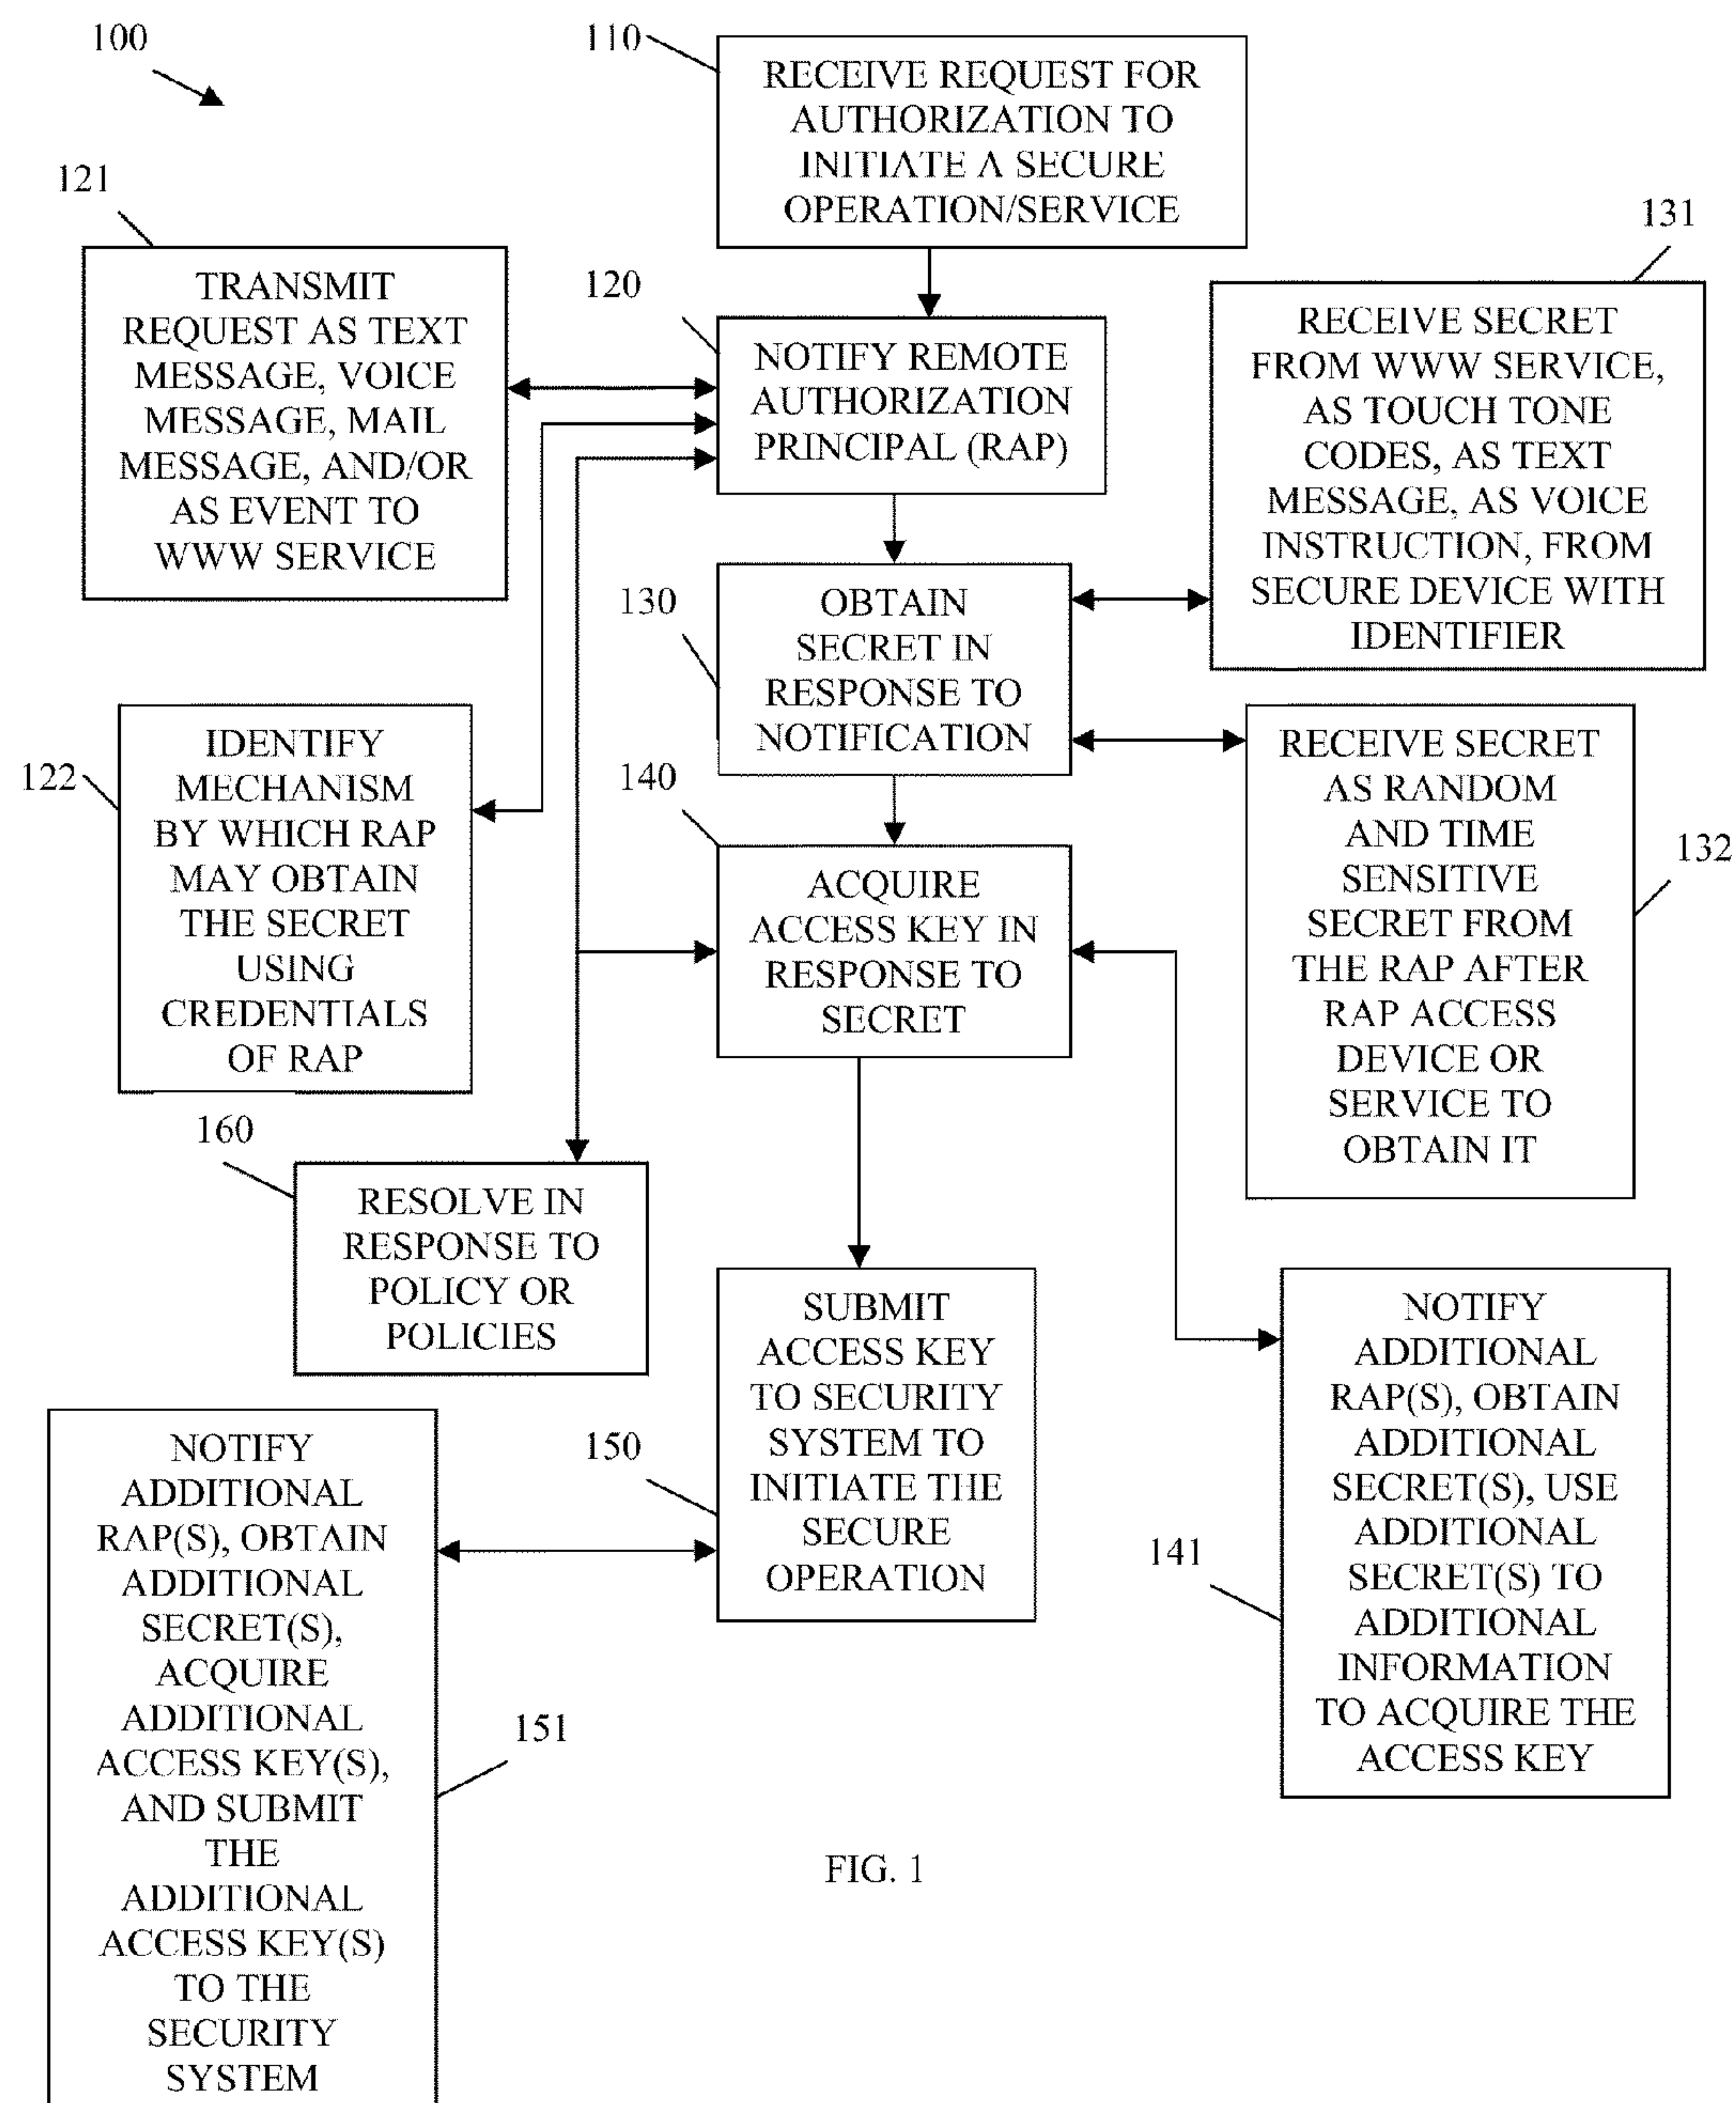 100
110
RECEIVE REQUEST FOR
AUTHORIZATION TO
INITIATE A SECURE
OPERATION/SERVICE
121
TRANSMIT
REQUEST AS TEXT
MESSAGE, VOICE
MESSAGE, MAIL
MESSAGE, AND/OR
AS EVENT TO
WWW SERVICE
120
NOTIFY REMOTE
AUTHORIZATION
PRINCIPAL (RAP)
131
RECEIVE SECRET
FROM WWW SERVICE,
AS TOUCH TONE
CODES, AS TEXT
MESSAGE, AS VOICE
INSTRUCTION, FROM
SECURE DEVICE WITH
IDENTIFIER
130
OBTAIN
SECRET IN
RESPONSE TO
NOTIFICATION
122
IDENTIFY
MECHANISM
BY WHICH RAP
MAY OBTAIN
THE SECRET
USING
CREDENTIALS
OF RAP
140
ACQUIRE
ACCESS KEY IN
RESPONSE TO
SECRET
132
RECEIVE SECRET
AS RANDOM
AND TIME
SENSITIVE
SECRET FROM
THE RAP AFTER
RAP ACCESS
DEVICE OR
SERVICE TO
OBTAIN IT
160
RESOLVE IN
RESPONSE TO
POLICY OR
POLICIES
150
SUBMIT
ACCESS KEY
TO SECURITY
SYSTEM TO
INITIATE THE
SECURE
OPERATION
141
NOTIFY
ADDITIONAL
RAP(S), OBTAIN
ADDITIONAL
SECRET(S), USE
ADDITIONAL
SECRET(S) TO
ADDITIONAL
INFORMATION
TO ACQUIRE THE
ACCESS KEY
151
NOTIFY
ADDITIONAL
RAP(S), OBTAIN
ADDITIONAL
SECRET(S),
ACQUIRE
ADDITIONAL
ACCESS KEY(S),
AND SUBMIT
THE
ADDITIONAL
ACCESS KEY(S)
TO THE
SECURITY
SYSTEM
FIG. 1